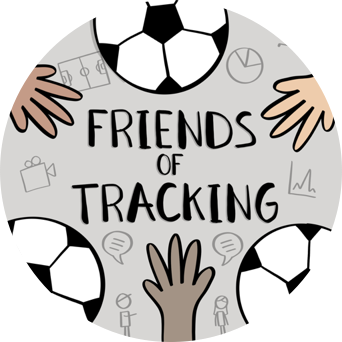 FRIENDS
OF
TRACKING